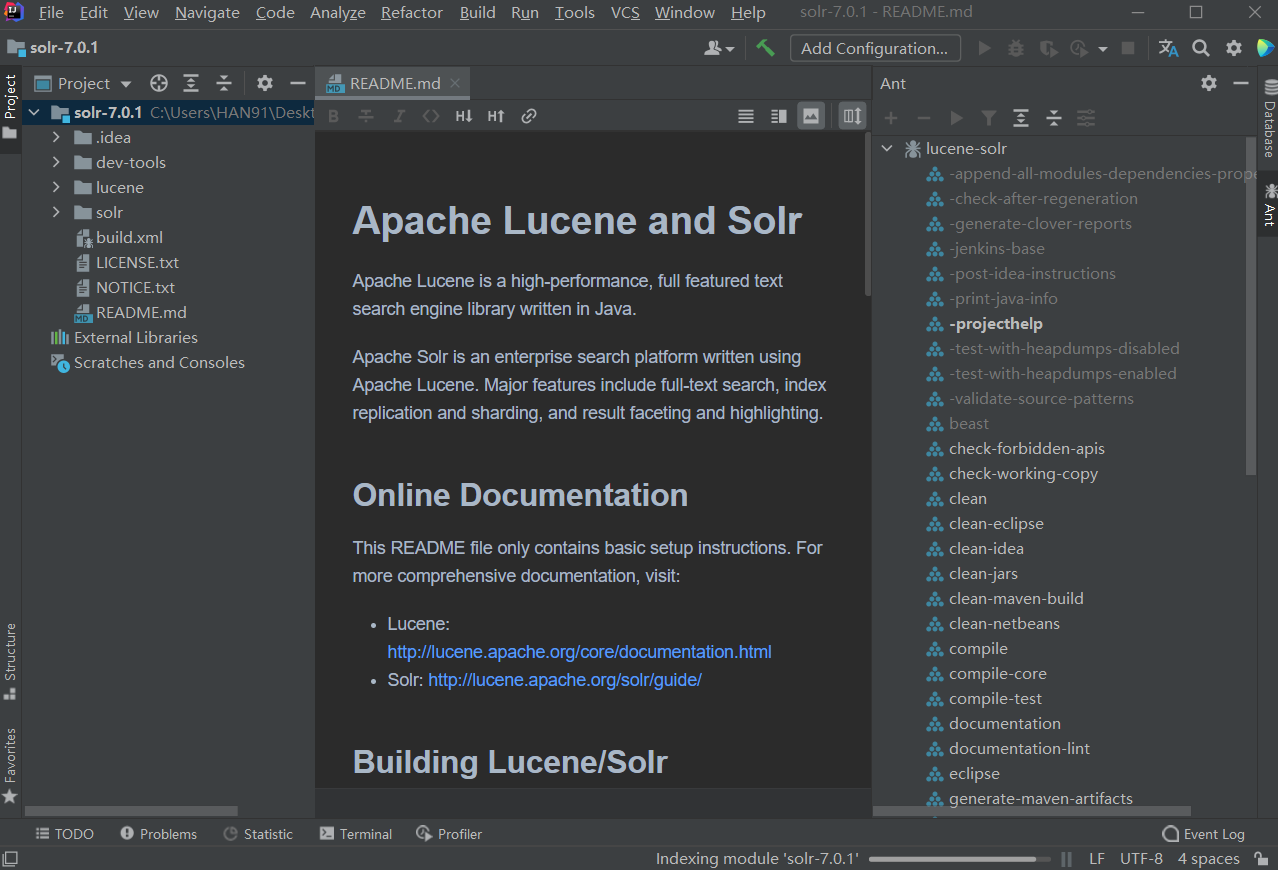 File Edit View Navigate Code Analyze Refactor Build Run Tools VCS Window Help solr-7.0.1 - README.md
solr-7.0.1
Add Configuration...
Project
Project
README.md
Ant
solr-7.0.1 C:\Users\HAN91\Deskt
.idea
dev-tools
lucene
solr
build.xml
LICENSE.txt
NOTICE.txt
README.md
External Libraries
Scratches and Consoles
Structure
Favorites
B I H↓ H↑
Apache Lucene and Solr
Apache Lucene is a high-performance, full featured text
search engine library written in Java.
Apache Solr is an enterprise search platform written using
Apache Lucene. Major features include full-text search, index
replication and sharding, and result faceting and highlighting.
Online Documentation
This README file only contains basic setup instructions. For
more comprehensive documentation, visit:
• Lucene:
http://lucene.apache.org/core/documentation.html
• Solr: http://lucene.apache.org/solr/guide/
Building Lucene/Solr
lucene-solr
-append-all-modules-dependencies-prope
-check-after-regeneration
-generate-clover-reports
-jenkins-base
-post-idea-instructions
-print-java-info
-projecthelp
-test-with-heapdumps-disabled
-test-with-heapdumps-enabled
-validate-source-patterns
beast
check-forbidden-apis
check-working-copy
clean
clean-eclipse
clean-idea
clean-jars
clean-maven-build
clean-netbeans
compile
compile-core
compile-test
documentation
documentation-lint
eclipse
generate-maven-artifacts
Database
Ant
TODO Problems Statistic Terminal Profiler Event Log
Indexing module 'solr-7.0.1' LF UTF-8 4 spaces